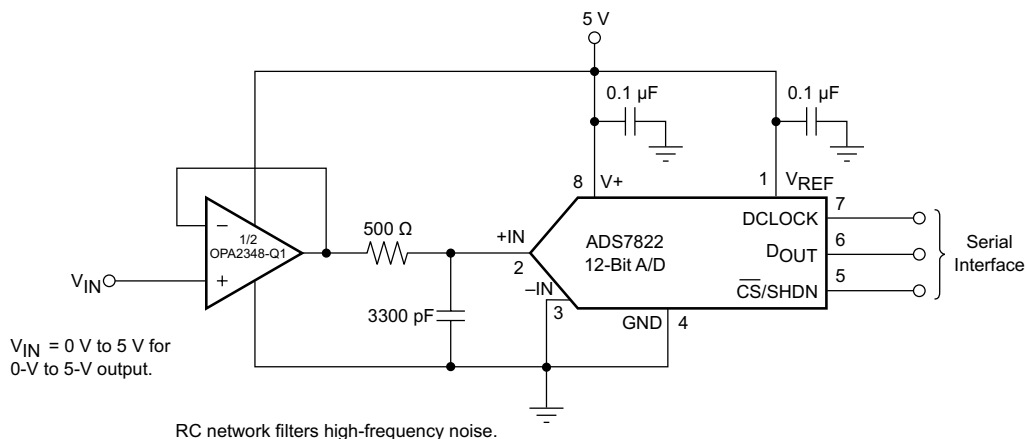 5 V
0.1 µF
0.1 µF
8 V+
1 VREF
1/2
OPA2348-Q1
−
+
VIN
500 Ω
3300 pF
+IN
2
−IN
3
ADS7822
12-Bit A/D
DCLOCK
7
DOUT
6
CS/SHDN
5
GND 4
Serial
Interface
VIN = 0 V to 5 V for
0-V to 5-V output.
RC network filters high-frequency noise.